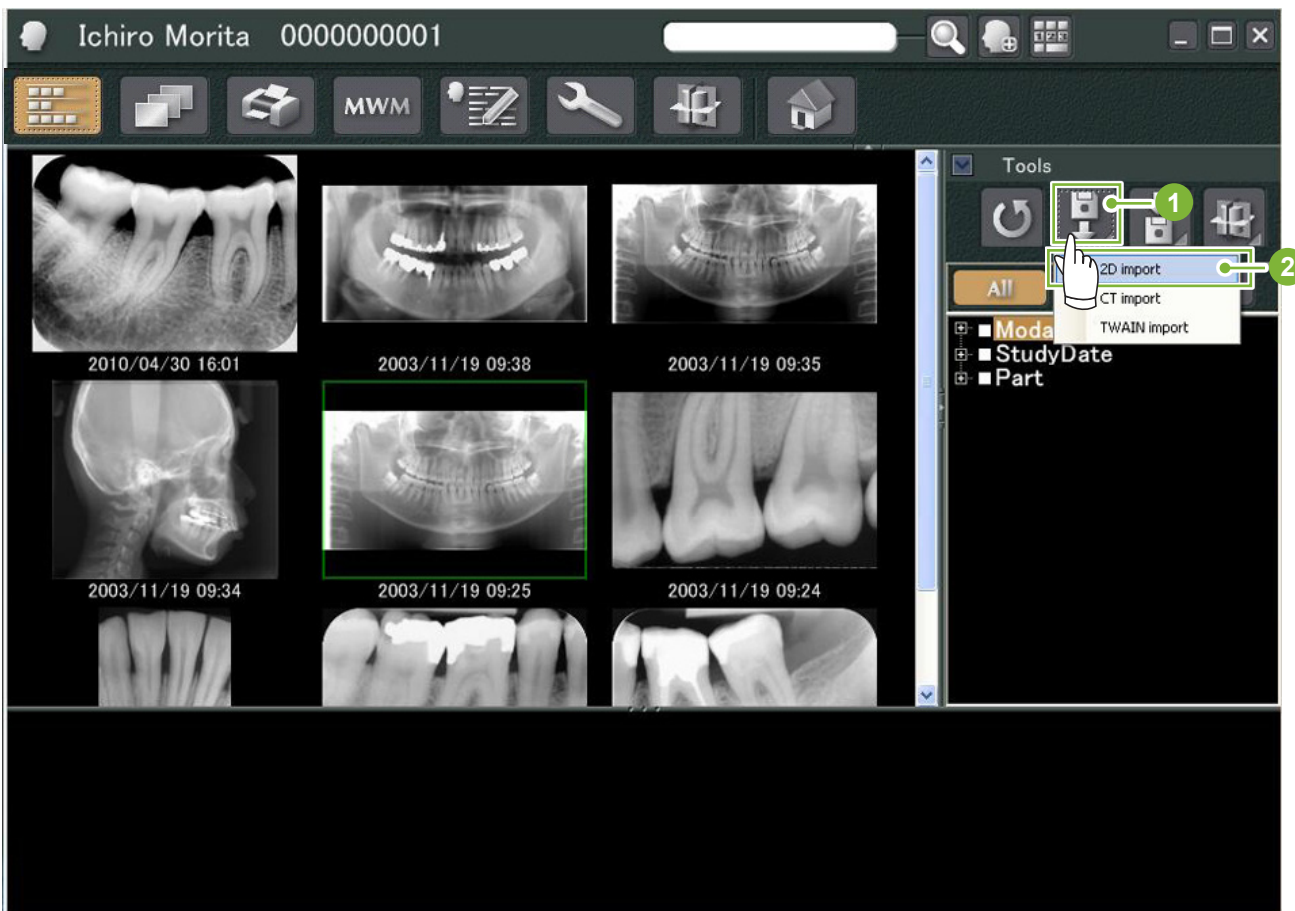 Ichiro Morita 0000000001
MWM
Tools
1
2D import
2
All
CT import
TWAIN import
Moda
StudyDate
Part
2010/04/30 16:01
2003/11/19 09:38
2003/11/19 09:35
2003/11/19 09:34
2003/11/19 09:25
2003/11/19 09:24